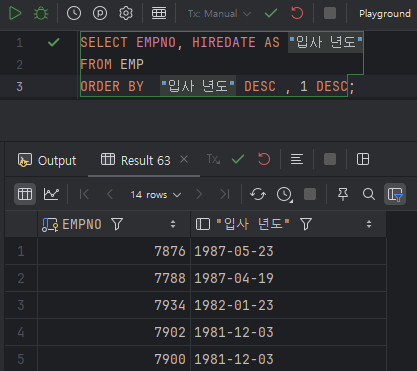 Tx: Manual Playground
1 SELECT EMPNO, HIREDATE AS "입사 년도"
2 FROM EMP
3 ORDER BY "입사 년도" DESC , 1 DESC;
Output Result 63 × Tx
14 rows
EMPNO "입사 년도"
1 7876 1987-05-23
2 7788 1987-04-19
3 7934 1982-01-23
4 7902 1981-12-03
5 7900 1981-12-03